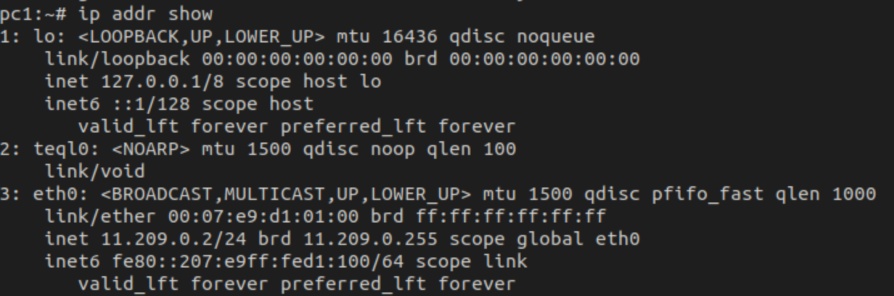 pc1:~# ip addr show
1: lo: <LOOPBACK,UP,LOWER_UP> mtu 16436 qdisc noqueue
    link/loopback 00:00:00:00:00:00 brd 00:00:00:00:00:00
    inet 127.0.0.1/8 scope host lo
    inet6 ::1/128 scope host
       valid_lft forever preferred_lft forever
2: teql0: <NOARP> mtu 1500 qdisc noop qlen 100
    link/void
3: eth0: <BROADCAST,MULTICAST,UP,LOWER_UP> mtu 1500 qdisc pfifo_fast qlen 1000
    link/ether 00:07:e9:d1:01:00 brd ff:ff:ff:ff:ff:ff
    inet 11.209.0.2/24 brd 11.209.0.255 scope global eth0
    inet6 fe80::207:e9ff:fed1:100/64 scope link
       valid_lft forever preferred_lft forever